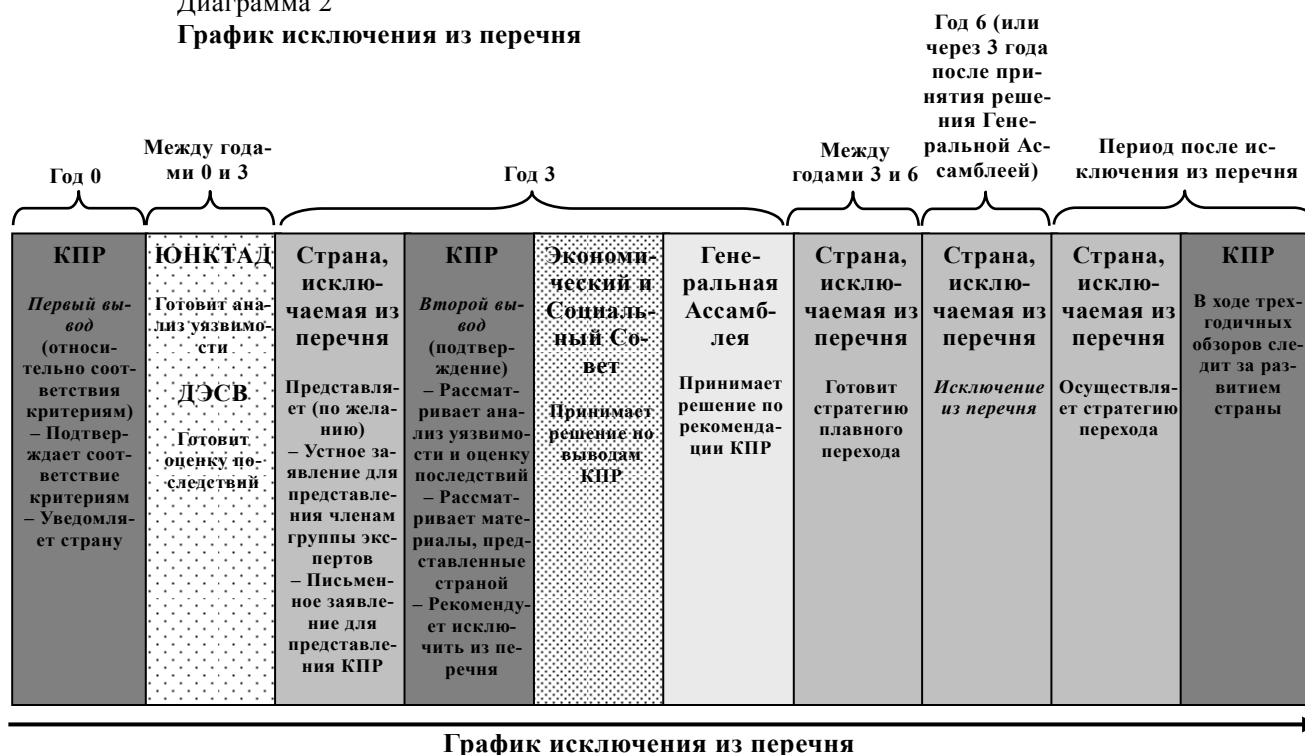 Диаграмма 2
График исключения из перечня
Год 0
Между года-
ми 0 и 3
Год 3
Между
годами 3 и 6
Год 6 (или
через 3 года
после при-
нятия реше-
ния Гене-
ральной Ас-
самблеей)
Период после ис-
ключения из перечня
КПР
Первый вы-
вод
(относи-
тельно соот-
ветствия
критериям)
– Подтвер-
ждает соот-
ветствие
критериям
– Уведомля-
ет страну
ЮНКТАД
Готовит ана-
лиз уязвимо-
сти
ДЭСВ
Готовит
оценку по-
следствий
Страна,
исклю-
чаемая из
перечня
Представля-
ет (по жела-
нию)
– Устное за-
явление для
представле-
ния членам
группы экс-
пертов
– Письмен-
ное заявле-
ние для
представле-
ния КПР
КПР
Второй вы-
вод
(подтвер-
ждение)
– Рассмат-
ривает ана-
лиз уязвимо-
сти и оценку
последствий
– Рассмат-
ривает мате-
риалы, пред-
ставленные
страной
– Рекоменду-
ет исклю-
чить из пе-
речня
Экономи-
ческий и
Социаль-
ный Со-
вет
Принимает
решение по
выводам
КПР
Гене-
ральная
Ассамб-
лея
Принимает
решение по
рекоменда-
ции КПР
Страна,
исклю-
чаемая из
перечня
Готовит
стратегию
плавного
перехода
Страна,
исклю-
чаемая из
перечня
Исключение
из перечня
Страна,
исклю-
чаемая из
перечня
Осуществля-
ет стратегию
перехода
КПР
В ходе трех-
годичных
обзоров сле-
дит за раз-
витием
страны
График исключения из перечня